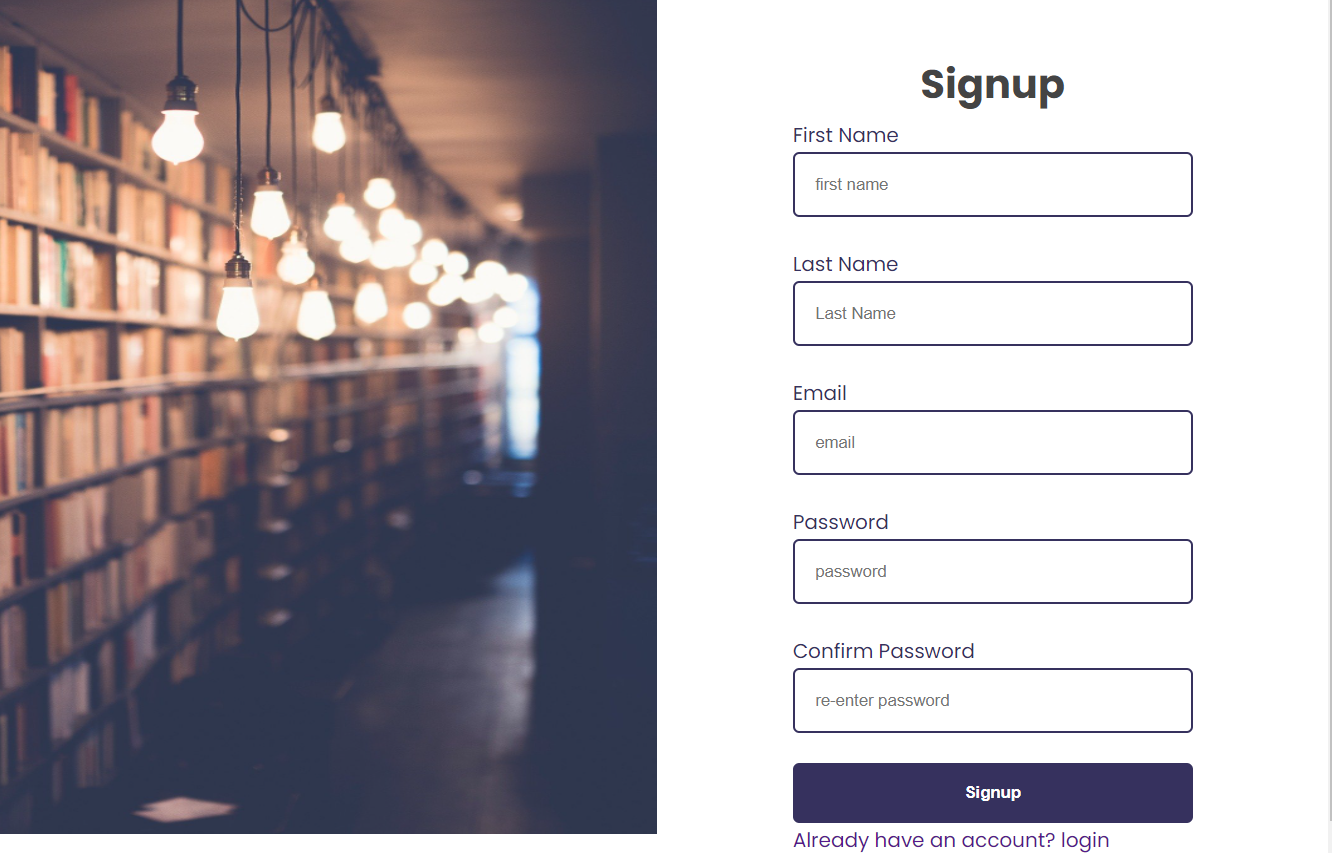 Signup
First Name
first name
Last Name
Last Name
Email
email
Password
password
Confirm Password
re-enter password
Signup
Already have an account? login